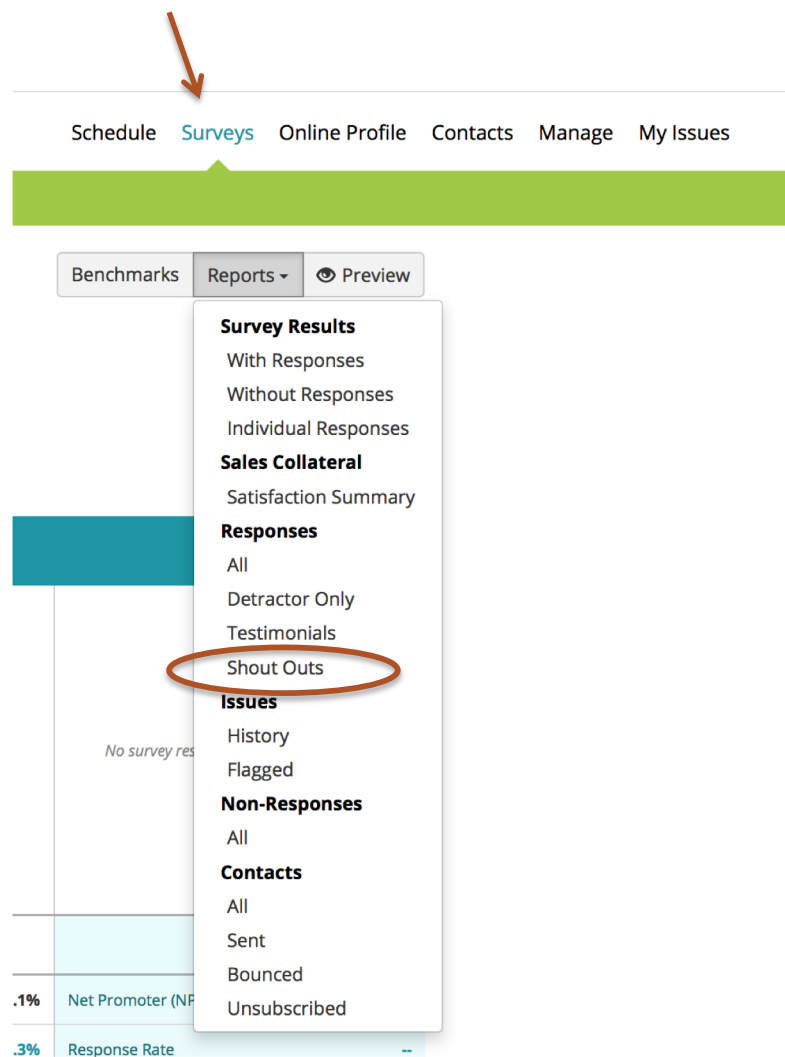 Schedule Surveys Online Profile Contacts Manage My Issues
Benchmarks Reports Preview
Survey Results
With Responses
Without Responses
Individual Responses
Sales Collateral
Satisfaction Summary
Responses
All
Detractor Only
Testimonials
Shout Outs
Issues
History
No survey res
Flagged
Non-Responses
All
Contacts
All
Sent
Bounced
Unsubscribed
.1% Net Promoter (NP
.3% Response Rate --